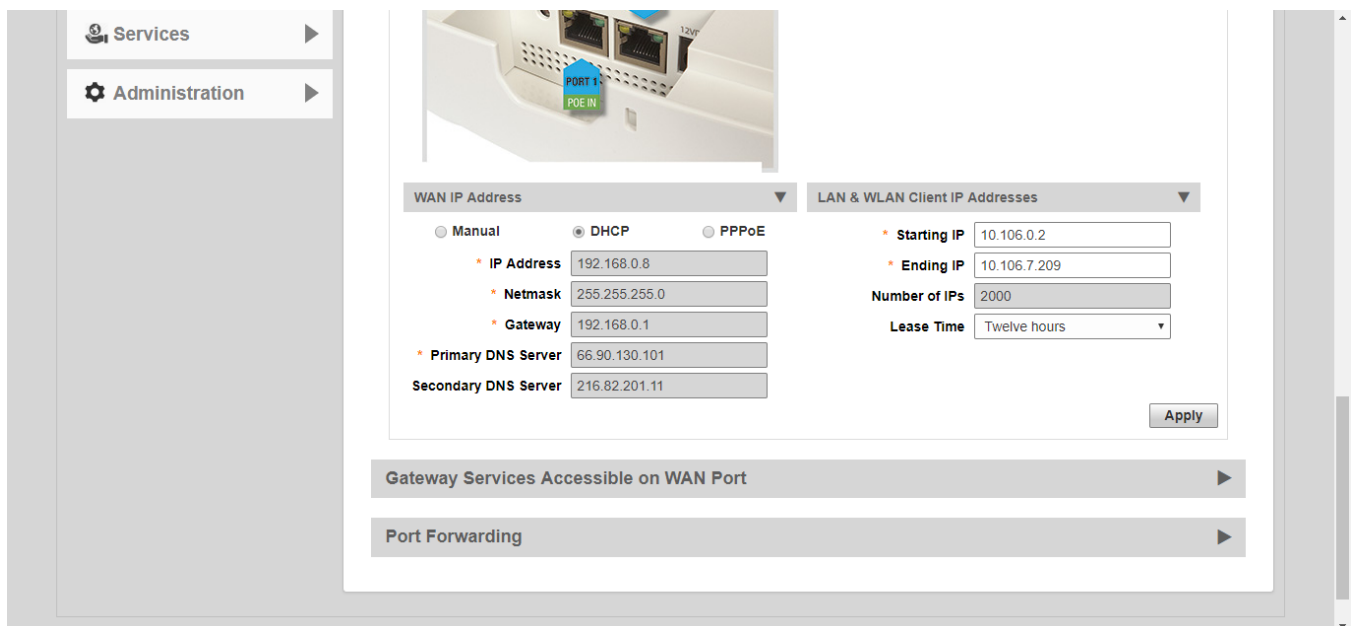 Services
Administration
12V
PORT 1
POE IN
WAN IP Address
Manual DHCP PPPoE
* IP Address 192.168.0.8
* Netmask 255.255.255.0
* Gateway 192.168.0.1
* Primary DNS Server 66.90.130.101
Secondary DNS Server 216.82.201.11
LAN & WLAN Client IP Addresses
* Starting IP 10.106.0.2
* Ending IP 10.106.7.209
Number of IPs 2000
Lease Time Twelve hours
Apply
Gateway Services Accessible on WAN Port
Port Forwarding